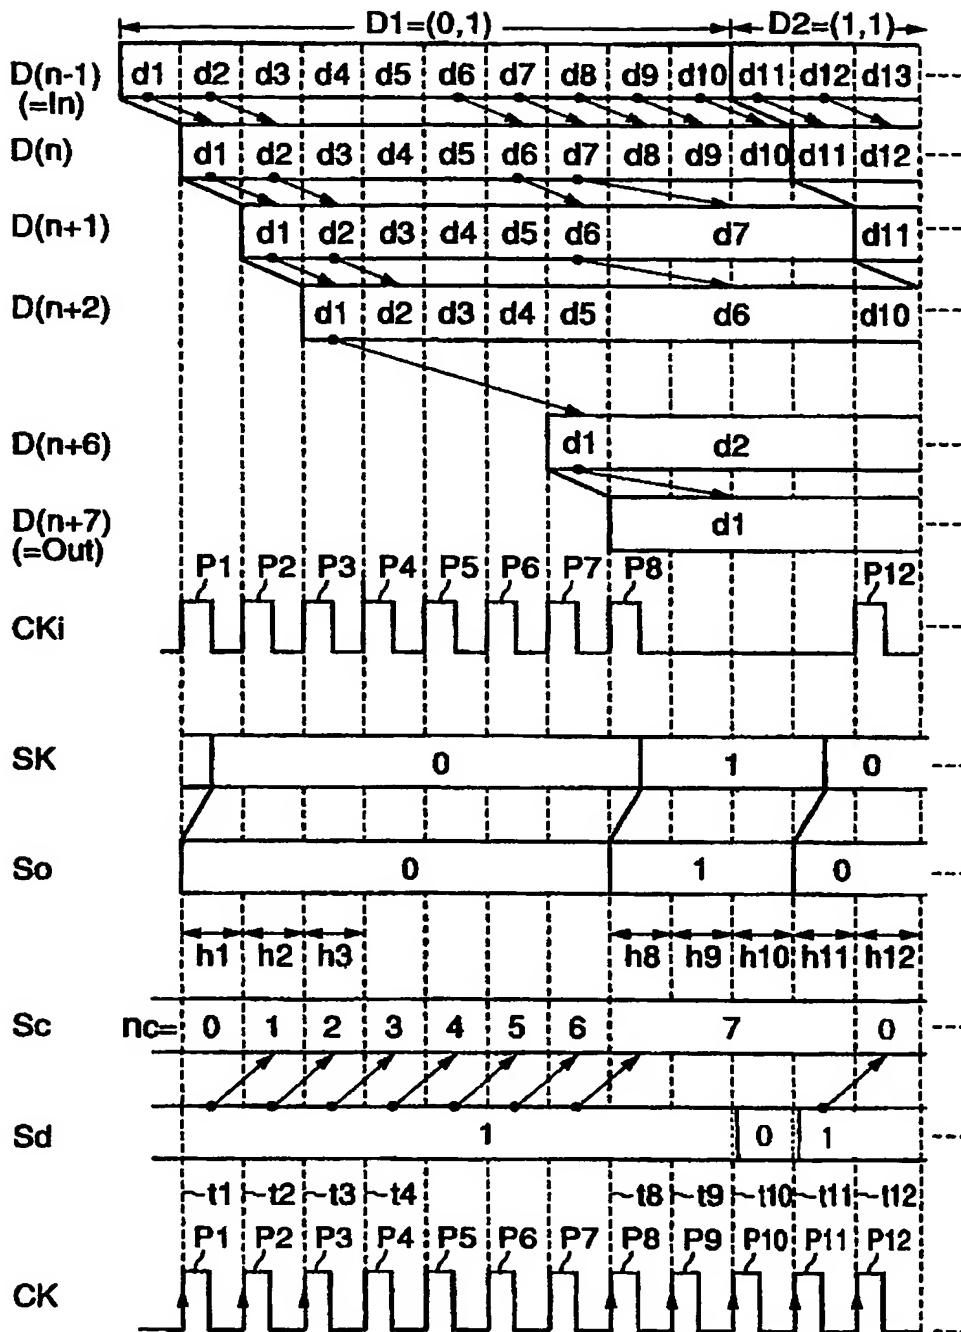 D1=(0,1) D2=(1,1)
D(n-1) d1 d2 d3 d4 d5 d6 d7 d8 d9 d10 d11 d12 d13
(=In)
D(n) d1 d2 d3 d4 d5 d6 d7 d8 d9 d10 d11 d12
D(n+1) d1 d2 d3 d4 d5 d6 d7 d11
D(n+2) d1 d2 d3 d4 d5 d6 d10
D(n+6) d1 d2
D(n+7) d1
(=Out)
P1 P2 P3 P4 P5 P6 P7 P8 P12
CKi
SK 0 1 0
So 0 1 0
h1 h2 h3 h8 h9 h10 h11 h12
Sc nc= 0 1 2 3 4 5 6 7 0
Sd 1 0 1
~t1 ~t2 ~t3 ~t4 ~t8 ~t9 ~t10 ~t11 ~t12
P1 P2 P3 P4 P5 P6 P7 P8 P9 P10 P11 P12
CK